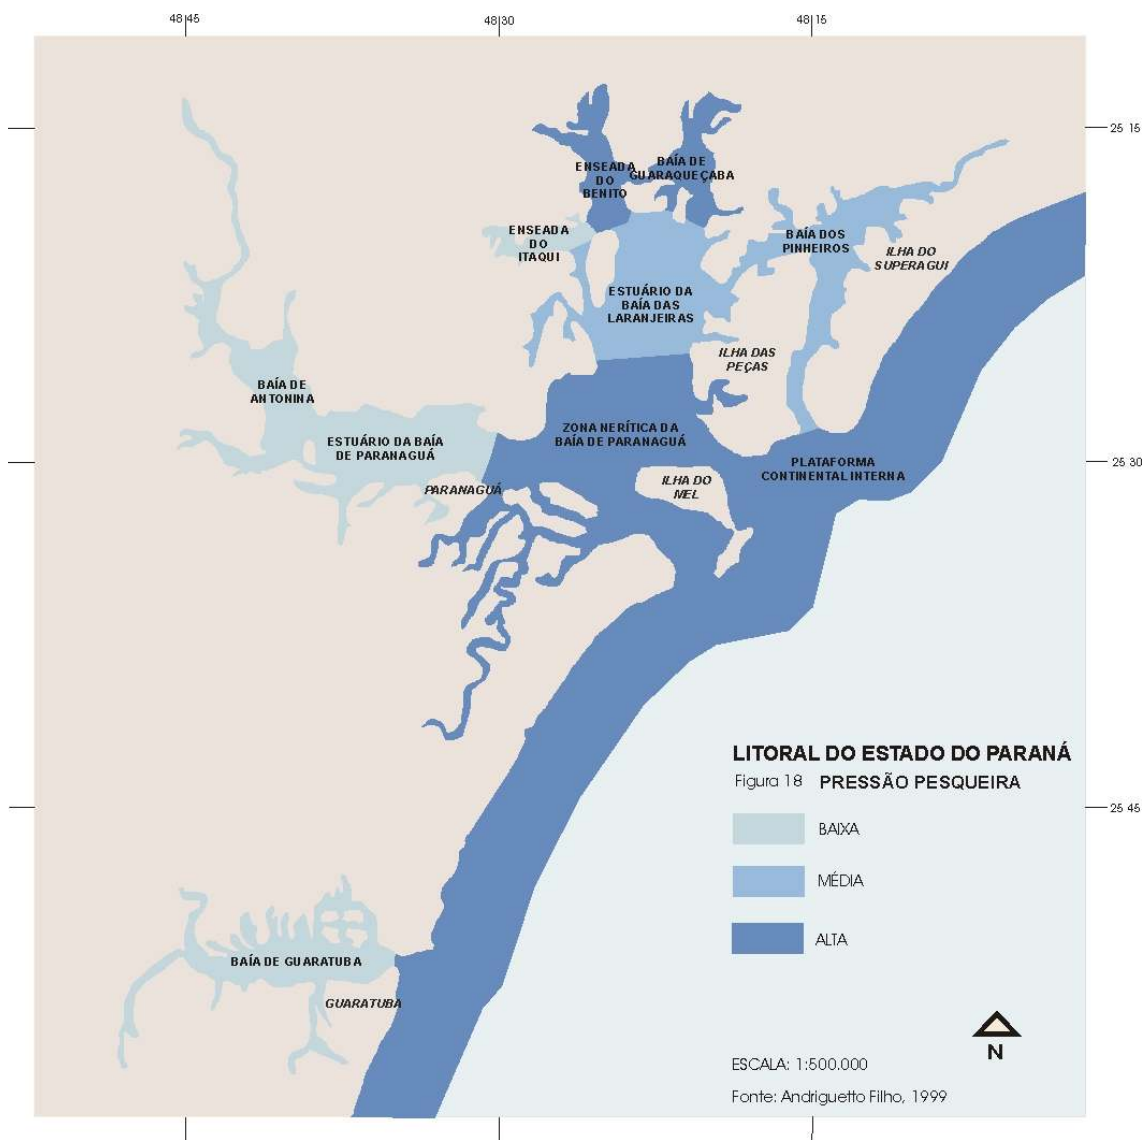 48 45
48 30
48 15
25 15
ENSEADA
DO
BENITO
BAÍA DE
GUARAQUEÇABA
ENSEADA
DO
ITAQUI
BAÍA DOS
PINHEIROS
ILHA DO
SUPERAGUI
ESTUÁRIO DA
BAÍA DAS
LARANJEIRAS
ILHA DAS
PEÇAS
BAÍA DE
ANTONINA
ESTUÁRIO DA BAÍA
DE PARANAGUÁ
ZONA NERÍTICA DA
BAÍA DE PARANAGUÁ
PLATAFORMA
CONTINENTAL INTERNA
25 30
PARANAGUÁ
ILHA DO
MEL
LITORAL DO ESTADO DO PARANÁ
Figura 18 PRESSÃO PESQUEIRA
25 45
BAIXA
MÉDIA
ALTA
BAÍA DE GUARATUBA
GUARATUBA
N
ESCALA: 1:500.000
Fonte: Andriguetto Filho, 1999